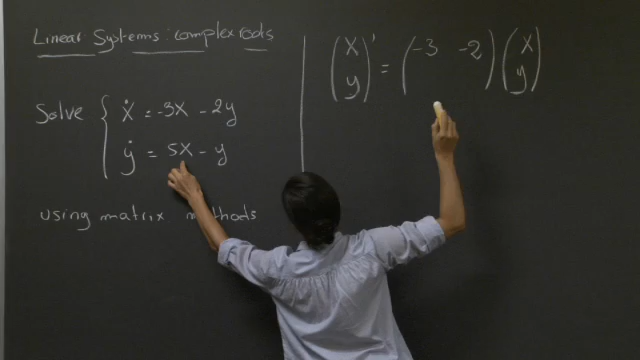 Linear Systems: complex roots
Solve { ẋ = -3x - 2y
ẏ = 5x - y
using matrix methods
(x y)' = (-3 -2) (x y)